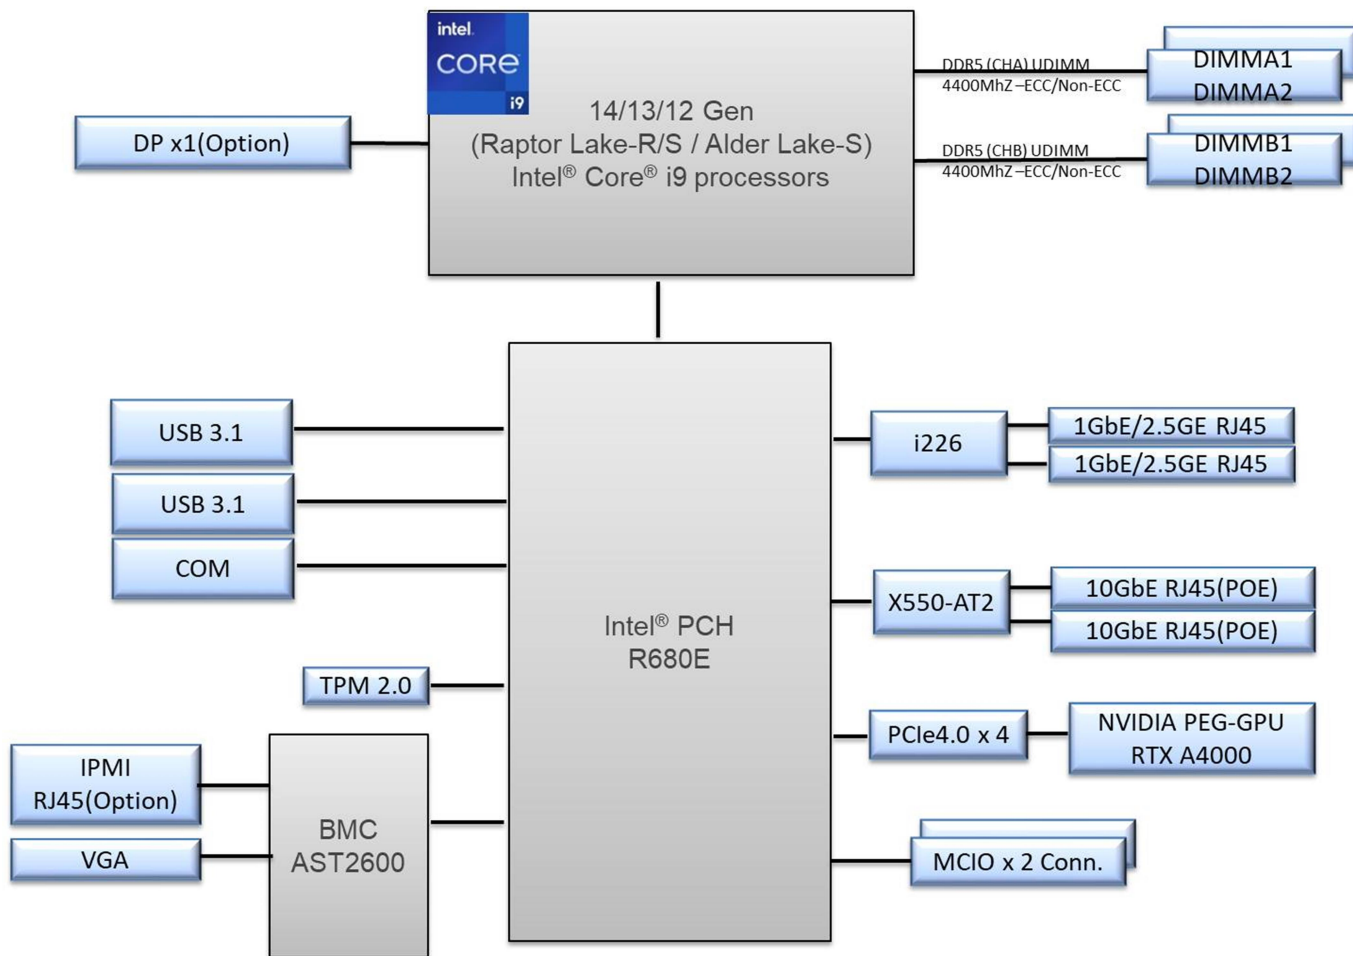 intel.
CORE
i9
14/13/12 Gen
(Raptor Lake-R/S / Alder Lake-S)
Intel® Core® i9 processors
DP x1(Option)
DDR5 (CHA) UDIMM
4400MhZ –ECC/Non-ECC
DIMMA1
DIMMA2
DDR5 (CHB) UDIMM
4400MhZ –ECC/Non-ECC
DIMMB1
DIMMB2
USB 3.1
USB 3.1
COM
TPM 2.0
IPMI
RJ45(Option)
VGA
BMC
AST2600
Intel® PCH
R680E
i226
1GbE/2.5GE RJ45
1GbE/2.5GE RJ45
X550-AT2
10GbE RJ45(POE)
10GbE RJ45(POE)
PCIe4.0 x 4
NVIDIA PEG-GPU
RTX A4000
MCIO x 2 Conn.